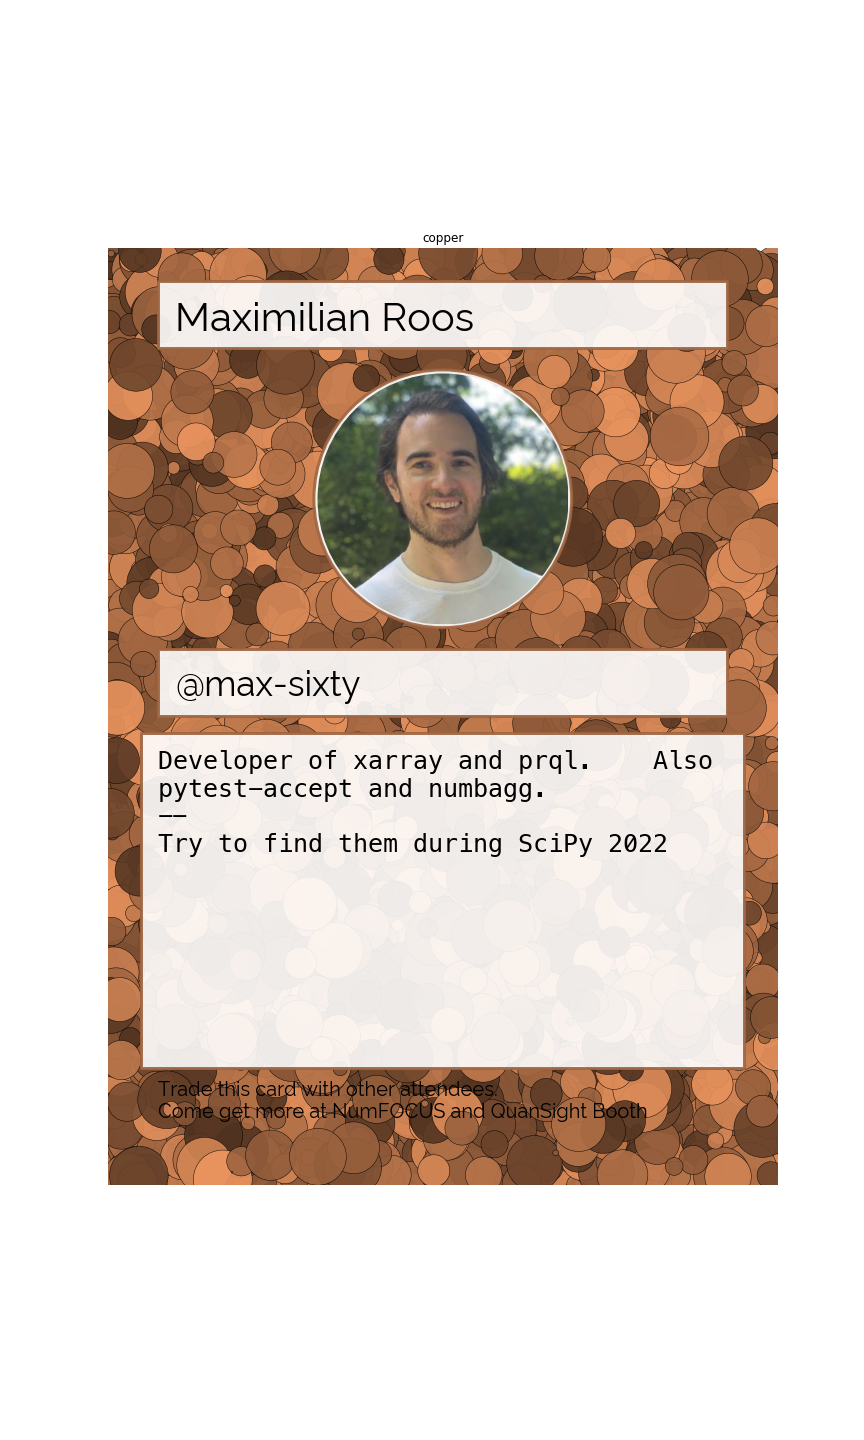 copper
Maximilian Roos
@max-sixty
Developer of xarray and prql.    Also
pytest−accept and numbagg.
−−
Try to find them during SciPy 2022
Trade this card with other attendees.
Come get more at NumFOCUS and QuanSight Booth